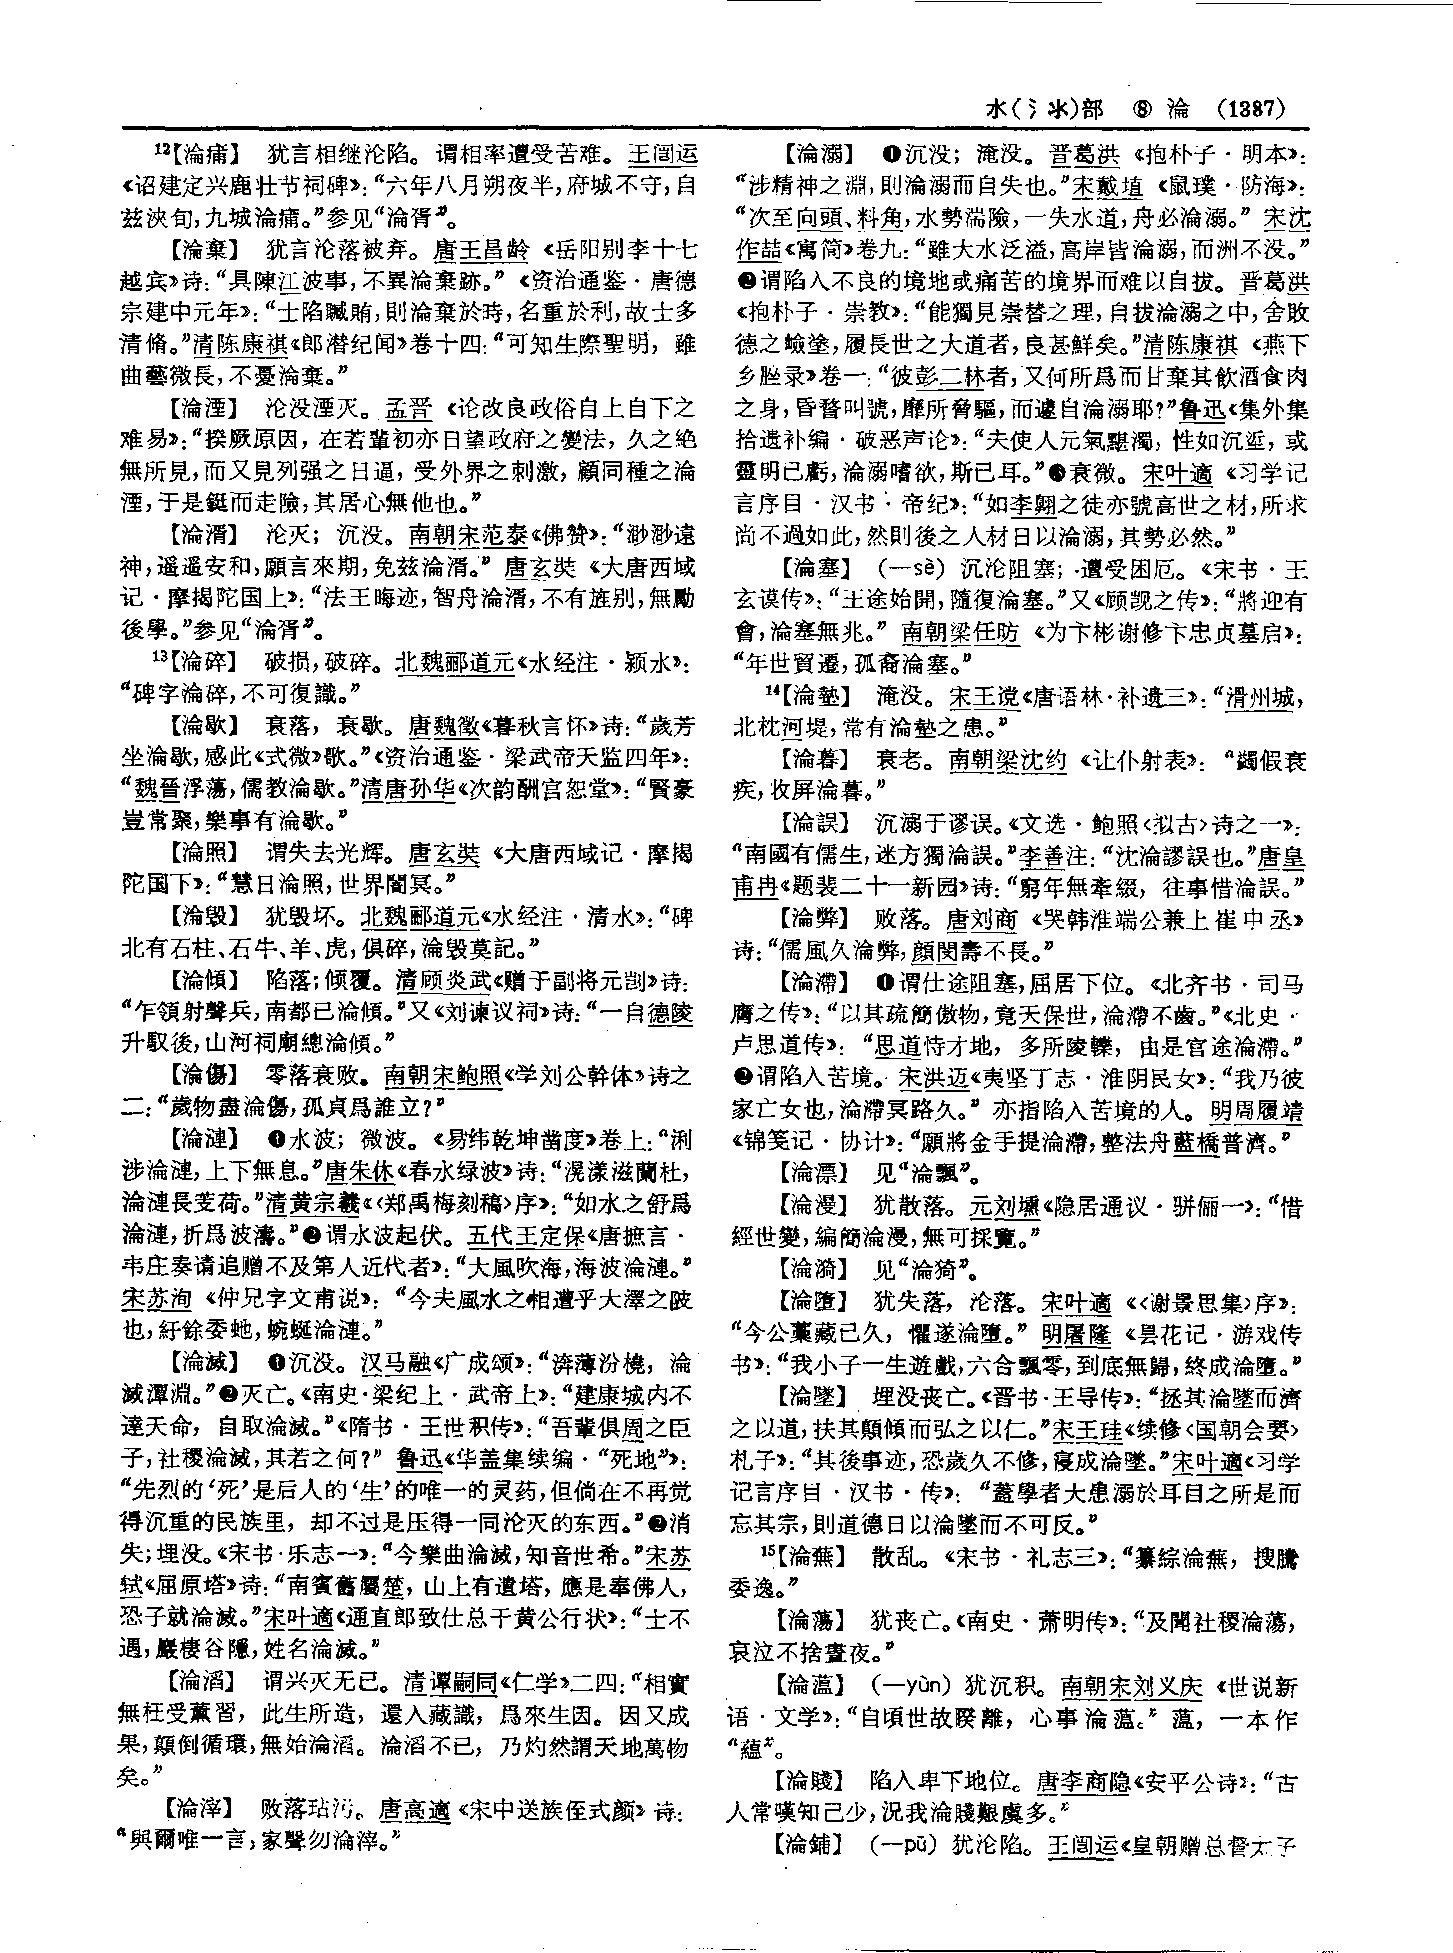 水(氵氺)部　⑧　淪　(1387)
¹²【淪痡】　犹言相继沦陷。谓相率遭受苦难。王闿运
《诏建定兴鹿壮节祠碑》：“六年八月朔夜半，府城不守，自
兹浹旬，九城淪痡。”参见“淪胥”。
【淪棄】　犹言沦落被弃。唐王昌龄《岳阳别李十七
越宾》诗：“具陳江波事，不異淪棄跡。”《资治通鉴·唐德
宗建中元年》：“士陷贓賄，則淪棄於時，名重於利，故士多
清脩。”清陈康祺《郎潜纪闻》卷十四：“可知生際聖明，雖
曲藝微長，不憂淪棄。”
【淪湮】　沦没湮灭。孟晋《论改良政俗自上自下之
难易》：“揆厥原因，在若輩初亦日望政府之變法，久之絶
無所見，而又見列强之日逼，受外界之刺激，顧同種之淪
湮，于是鋌而走險，其居心無他也。”
【淪湑】　沦灭；沉没。南朝宋范泰《佛赞》：“渺渺遠
神，遥遥安和，願言來期，免兹淪湑。”唐玄奘《大唐西域
记·摩揭陀国上》：“法王晦迹，智舟淪湑，不有旌别，無勵
後學。”参见“淪胥”。
¹³【淪碎】　破损，破碎。北魏郦道元《水经注·颍水》：
“碑字淪碎，不可復識。”
【淪歇】　衰落，衰歇。唐魏徵《暮秋言怀》诗：“歲芳
坐淪歇，感此《式微》歌。”《资治通鉴·梁武帝天监四年》：
“魏晉浮蕩，儒教淪歇。”清唐孙华《次韵酬宫恕堂》：“賢豪
豈常聚，樂事有淪歇。”
【淪照】　谓失去光辉。唐玄奘《大唐西域记·摩揭
陀国下》：“慧日淪照，世界闇冥。”
【淪毁】　犹毁坏。北魏郦道元《水经注·清水》：“碑
北有石柱、石牛、羊、虎，俱碎，淪毁莫記。”
【淪傾】　陷落；倾覆。清顾炎武《赠于副将元剀》诗：
“乍領射聲兵，南都已淪傾。”又《刘谏议祠》诗：“一自德陵
升馭後，山河祠廟總淪傾。”
【淪傷】　零落衰败。南朝宋鲍照《学刘公幹体》诗之
二：“歲物盡淪傷，孤貞爲誰立？”
【淪漣】　❶水波；微波。《易纬乾坤凿度》卷上：“浰
涉淪漣，上下無息。”唐朱休《春水绿波》诗：“滉漾滋蘭杜，
淪漣長芰荷。”清黄宗羲《〈郑禹梅刻稿〉序》：“如水之舒爲
淪漣，折爲波濤。”❷谓水波起伏。五代王定保《唐摭言·
韦庄奏请追赠不及第人近代者》：“大風吹海，海波淪漣。”
宋苏洵《仲兄字文甫说》：“今夫風水之相遭乎大澤之陂
也，紆餘委虵，蜿蜒淪漣。”
【淪滅】　❶沉没。汉马融《广成颂》：“滂薄汾橈，淪
滅潭淵。”❷灭亡。《南史·梁纪上·武帝上》：“建康城内不
達天命，自取淪滅。”《隋书·王世积传》：“吾輩俱周之臣
子，社稷淪滅，其若之何？”鲁迅《华盖集续编·“死地”》：
“先烈的‘死’是后人的‘生’的唯一的灵药，但倘在不再觉
得沉重的民族里，却不过是压得一同沦灭的东西。”❷消
失；埋没。《宋书·乐志一》：“今樂曲淪滅，知音世希。”宋苏
轼《屈原塔》诗：“南賓舊屬楚，山上有遺塔，應是奉佛人，
恐子就淪滅。”宋叶適《通直郎致仕总干黄公行状》：“士不
遇，巖棲谷隱，姓名淪滅。”
【淪滔】　谓兴灭无已。清谭嗣同《仁学》二四：“相實
無枉受薰習，此生所造，還入藏識，爲來生因。因又成
果，顛倒循環，無始淪滔。淪滔不已，乃灼然謂天地萬物
矣。”
【淪滓】　败落玷污。唐高適《宋中送族侄式颜》诗：
“與爾唯一言，家聲勿淪滓。”
【淪溺】　❶沉没；淹没。晋葛洪《抱朴子·明本》：
“涉精神之淵，則淪溺而自失也。”宋戴埴《鼠璞·防海》：
“次至向頭、料角，水勢湍險，一失水道，舟必淪溺。”宋沈
作喆《寓简》卷九：“雖大水泛溢，高岸皆淪溺，而洲不没。”
❷谓陷入不良的境地或痛苦的境界而难以自拔。晋葛洪
《抱朴子·崇教》：“能獨見崇替之理，自拔淪溺之中，舍敗
德之嶮塗，履長世之大道者，良甚鮮矣。”清陈康祺《燕下
乡脞录》卷一：“彼彭二林者，又何所爲而甘棄其飲酒食肉
之身，昏瞀叫號，靡所脅驅，而遽自淪溺耶？”鲁迅《集外集
拾遗补编·破恶声论》：“夫使人元氣黮濁，性如沉垽，或
靈明已虧，淪溺嗜欲，斯已耳。”❸衰微。宋叶適《习学记
言序目·汉书·帝纪》：“如李翱之徒亦號高世之材，所求
尚不過如此，然則後之人材日以淪溺，其勢必然。”
【淪塞】　（—sè）沉沦阻塞；遭受困厄。《宋书·王
玄谟传》：“王途始開，隨復淪塞。”又《顾觊之传》：“將迎有
會，淪塞無兆。”南朝梁任昉《为卞彬谢修卞忠贞墓启》：
“年世貿遷，孤裔淪塞。”
¹⁴【淪墊】　淹没。宋王谠《唐语林·补遗三》：“滑州城，
北枕河堤，常有淪墊之患。”
【淪暮】　衰老。南朝梁沈约《让仆射表》：“蠲假衰
疾，收屏淪暮。”
【淪誤】　沉溺于谬误。《文选·鲍照〈拟古〉诗之一》：
“南國有儒生，迷方獨淪誤。”李善注：“沈淪謬誤也。”唐皇
甫冉《题裴二十一新园》诗：“窮年無牽綴，往事惜淪誤。”
【淪弊】　败落。唐刘商《哭韩淮端公兼上崔中丞》
诗：“儒風久淪弊，顔閔壽不長。”
【淪滯】　❶谓仕途阻塞，屈居下位。《北齐书·司马
膺之传》：“以其疏簡傲物，竟天保世，淪滯不齒。”《北史·
卢思道传》：“思道恃才地，多所陵轢，由是官途淪滯。”
❷谓陷入苦境。宋洪迈《夷坚丁志·淮阴民女》：“我乃彼
家亡女也，淪滯冥路久。”亦指陷入苦境的人。明周履靖
《锦笺记·协计》：“願將金手提淪滯，整法舟藍橋普濟。”
【淪漂】　见“淪飄”。
【淪漫】　犹散落。元刘壎《隐居通议·骈俪一》：“惜
經世變，編簡淪漫，無可採覽。”
【淪漪】　见“淪猗”。
【淪墮】　犹失落，沦落。宋叶適《〈谢景思集〉序》：
“今公藁藏已久，懼遂淪墮。”明屠隆《昙花记·游戏传
书》：“我小子一生遊戲，六合飄零，到底無歸，終成淪墮。”
【淪墜】　埋没丧亡。《晋书·王导传》：“拯其淪墜而濟
之以道，扶其顛傾而弘之以仁。”宋王珪《续修〈国朝会要〉
札子》：“其後事迹，恐歲久不修，寖成淪墜。”宋叶適《习学
记言序目·汉书·传》：“蓋學者大患溺於耳目之所是而
忘其宗，則道德日以淪墜而不可反。”
¹⁵【淪蕪】　散乱。《宋书·礼志三》：“纂綜淪蕪，搜騰
委逸。”
【淪蕩】　犹丧亡。《南史·萧明传》：“及聞社稷淪蕩，
哀泣不捨晝夜。”
【淪薀】　（—yùn）犹沉积。南朝宋刘义庆《世说新
语·文学》：“自頃世故睽離，心事淪薀。”薀，一本作
“蕴”。
【淪賤】　陷入卑下地位。唐李商隐《安平公诗》：“古
人常嘆知己少，況我淪賤艱虞多。”
【淪鋪】　（—pū）犹沦陷。王闿运《皇朝赠总督太子